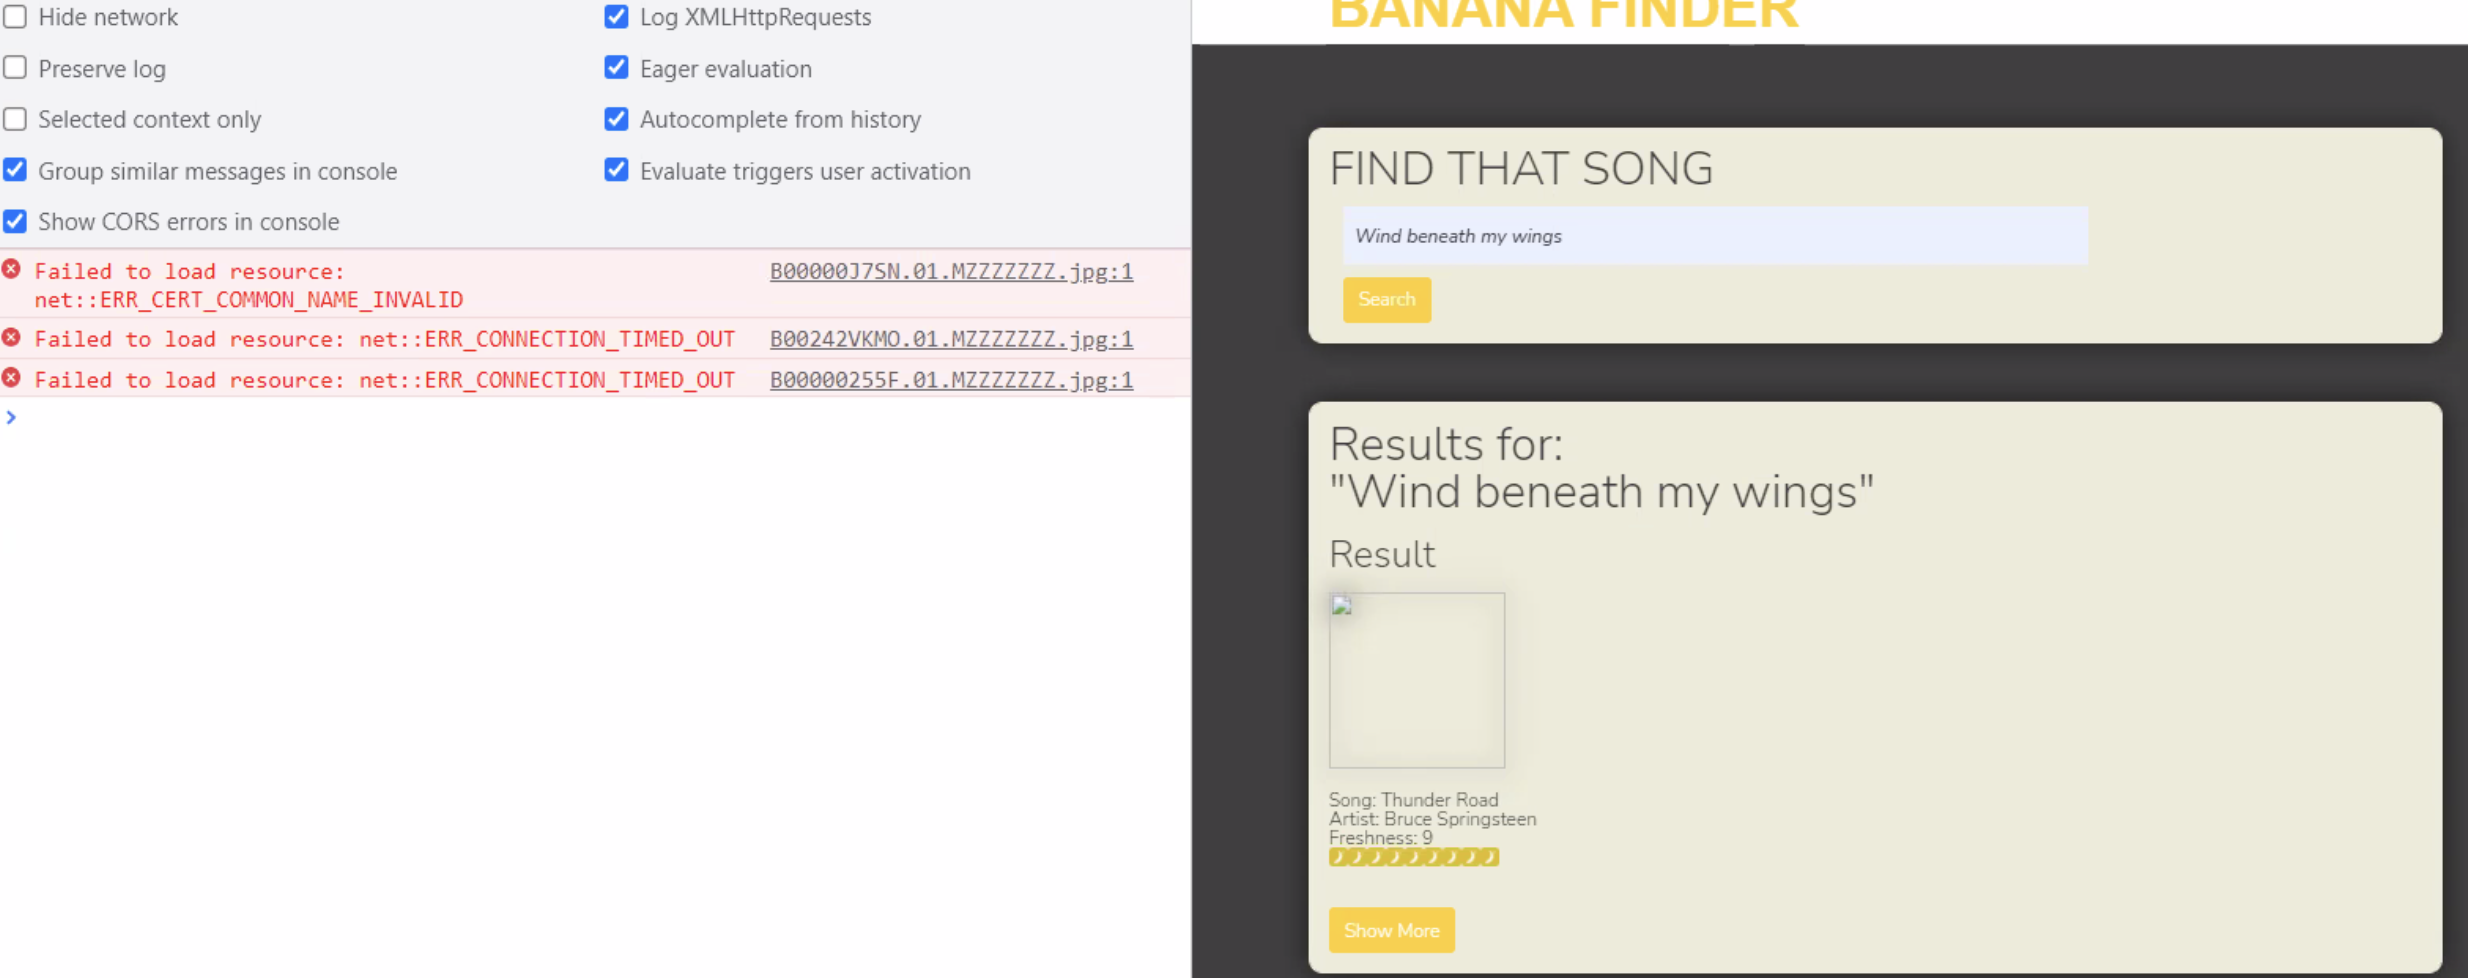 Hide network
Log XMLHttpRequests
Preserve log
Eager evaluation
Selected context only
Autocomplete from history
Group similar messages in console
Evaluate triggers user activation
Show CORS errors in console
Failed to load resource: B00000J7SN.01.MZZZZZZZ.jpg:1
net::ERR_CERT_COMMON_NAME_INVALID
Failed to load resource: net::ERR_CONNECTION_TIMED_OUT B00242VKMO.01.MZZZZZZZ.jpg:1
Failed to load resource: net::ERR_CONNECTION_TIMED_OUT B00000255F.01.MZZZZZZZ.jpg:1
BANANA FINDER
FIND THAT SONG
Wind beneath my wings
Search
Results for:
"Wind beneath my wings"
Result
Song: Thunder Road
Artist: Bruce Springsteen
Freshness: 9
Show More